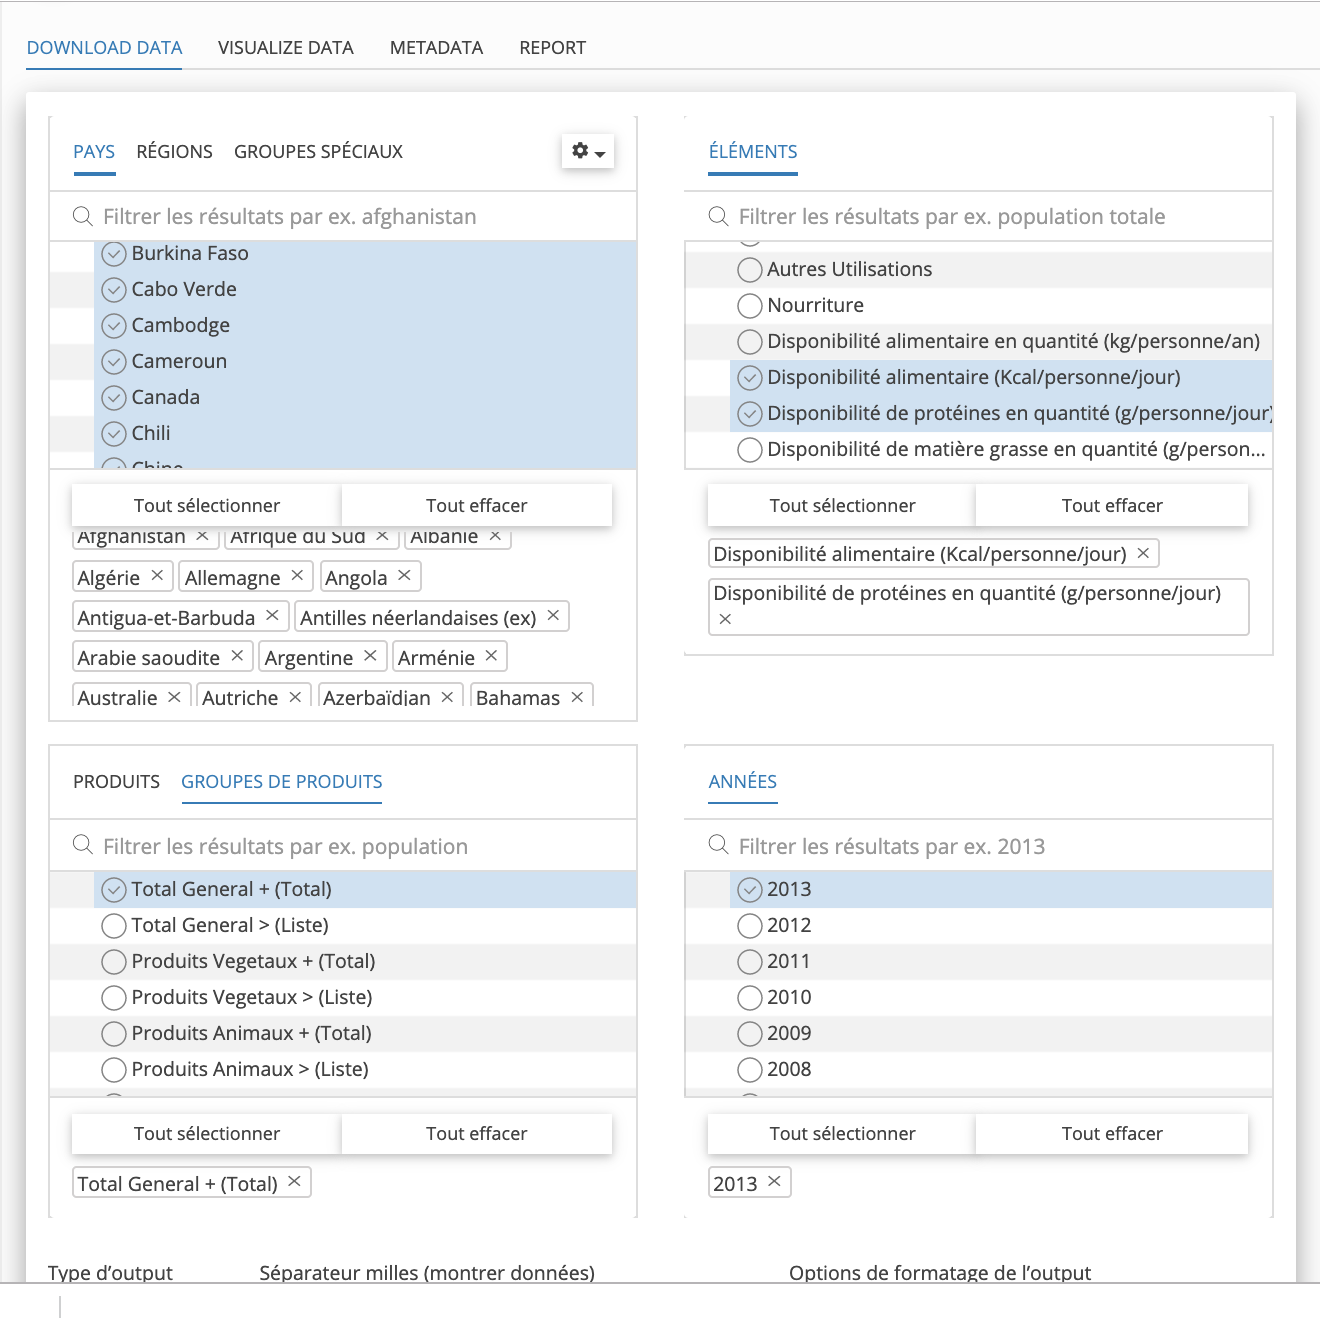 DOWNLOAD DATA VISUALIZE DATA METADATA REPORT
PAYS RÉGIONS GROUPES SPÉCIAUX
Filtrer les résultats par ex. afghanistan
Burkina Faso
Cabo Verde
Cambodge
Cameroun
Canada
Chili
Chine
Tout sélectionner Tout effacer
Afghanistan × Afrique du Sud × Albanie ×
Algérie × Allemagne × Angola ×
Antigua-et-Barbuda × Antilles néerlandaises (ex) ×
Arabie saoudite × Argentine × Arménie ×
Australie × Autriche × Azerbaïdjan × Bahamas ×
ÉLÉMENTS
Filtrer les résultats par ex. population totale
Autres Utilisations
Nourriture
Disponibilité alimentaire en quantité (kg/personne/an)
Disponibilité alimentaire (Kcal/personne/jour)
Disponibilité de protéines en quantité (g/personne/jour)
Disponibilité de matière grasse en quantité (g/person...
Tout sélectionner Tout effacer
Disponibilité alimentaire (Kcal/personne/jour) ×
Disponibilité de protéines en quantité (g/personne/jour)
×
PRODUITS GROUPES DE PRODUITS
Filtrer les résultats par ex. population
Total General + (Total)
Total General > (Liste)
Produits Vegetaux + (Total)
Produits Vegetaux > (Liste)
Produits Animaux + (Total)
Produits Animaux > (Liste)
Tout sélectionner Tout effacer
Total General + (Total) ×
ANNÉES
Filtrer les résultats par ex. 2013
2013
2012
2011
2010
2009
2008
Tout sélectionner Tout effacer
2013 ×
Type d’output Séparateur milles (montrer données) Options de formatage de l’output